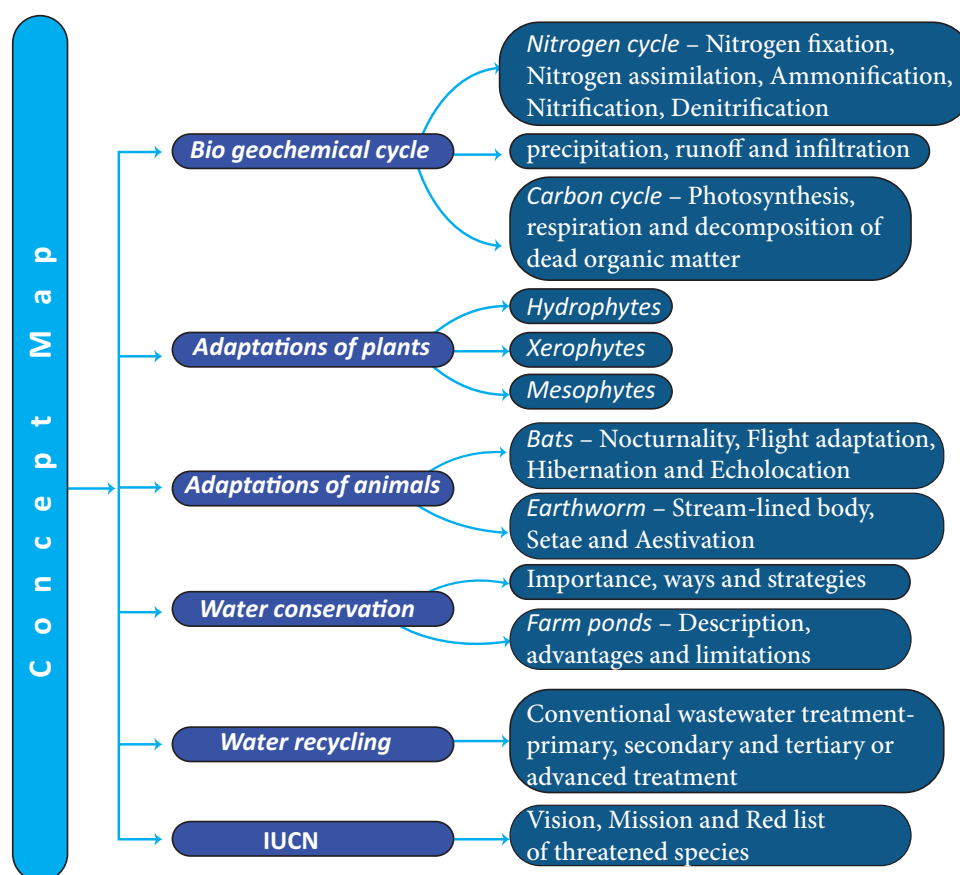 Concept Map
Bio geochemical cycle
Nitrogen cycle – Nitrogen fixation,
Nitrogen assimilation, Ammonification,
Nitrification, Denitrification
precipitation, runoff and infiltration
Carbon cycle – Photosynthesis,
respiration and decomposition of
dead organic matter
Adaptations of plants
Hydrophytes
Xerophytes
Mesophytes
Adaptations of animals
Bats – Nocturnality, Flight adaptation,
Hibernation and Echolocation
Earthworm – Stream-lined body,
Setae and Aestivation
Water conservation
Importance, ways and strategies
Farm ponds – Description,
advantages and limitations
Water recycling
Conventional wastewater treatment-
primary, secondary and tertiary or
advanced treatment
IUCN
Vision, Mission and Red list
of threatened species